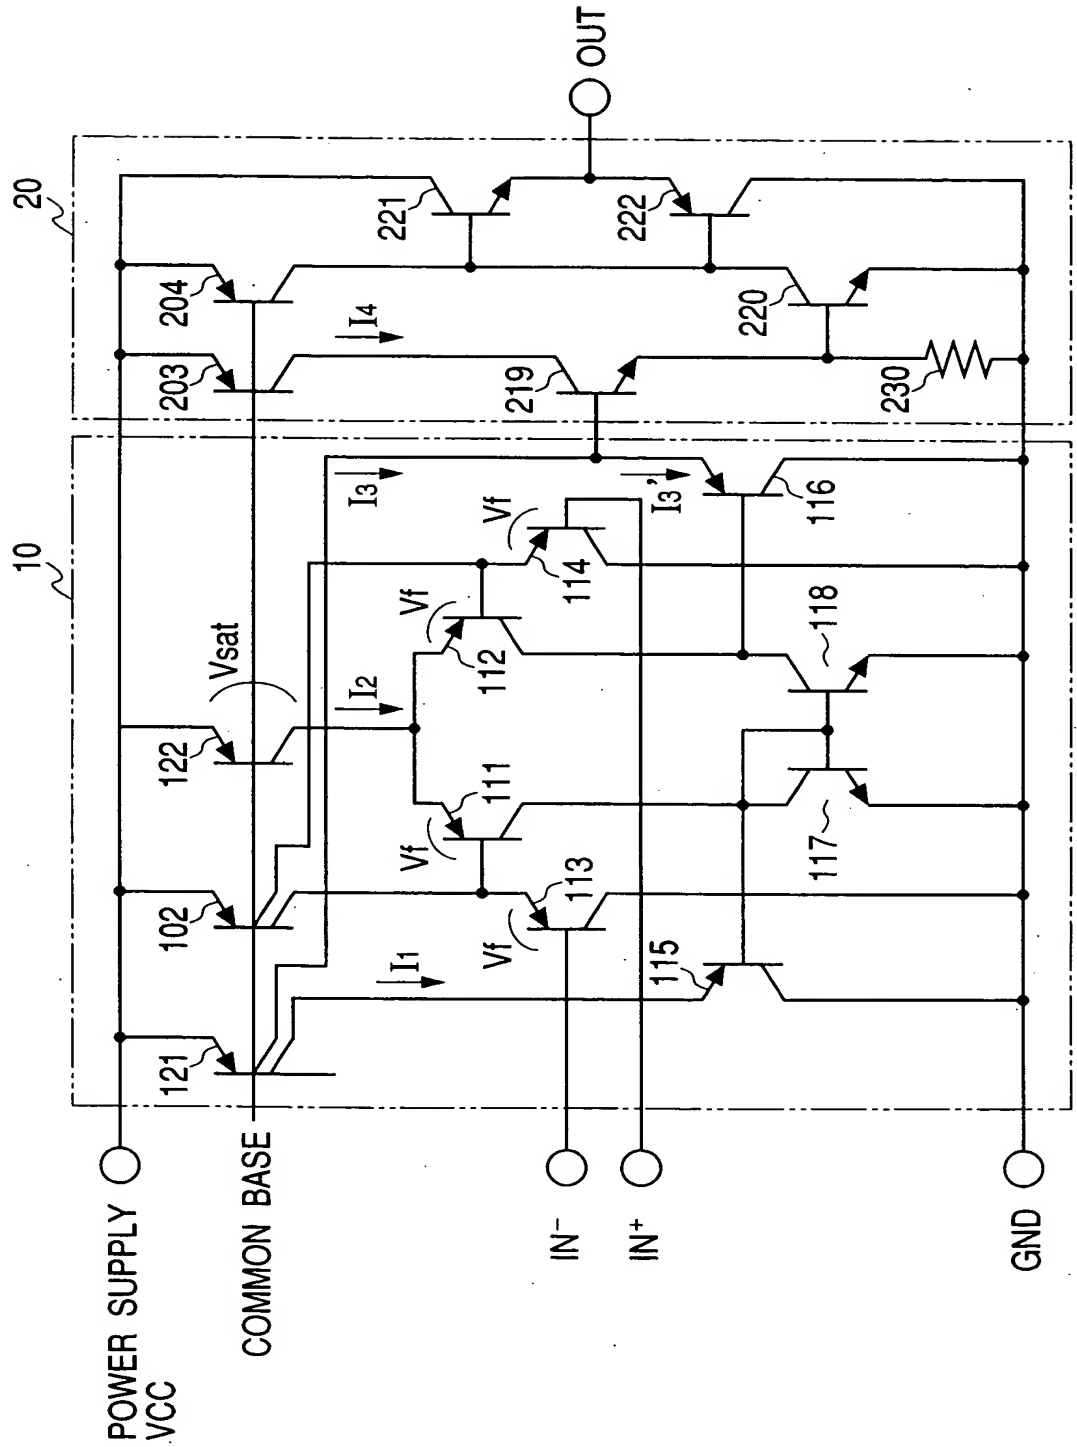 10
20
POWER SUPPLY
VCC
COMMON BASE
IN-
IN+
GND
OUT
121
102
122
Vsat
203
204
I1
I2
I3
I3'
I4
Vf
Vf
Vf
Vf
111
112
113
114
115
116
117
118
219
220
221
222
230